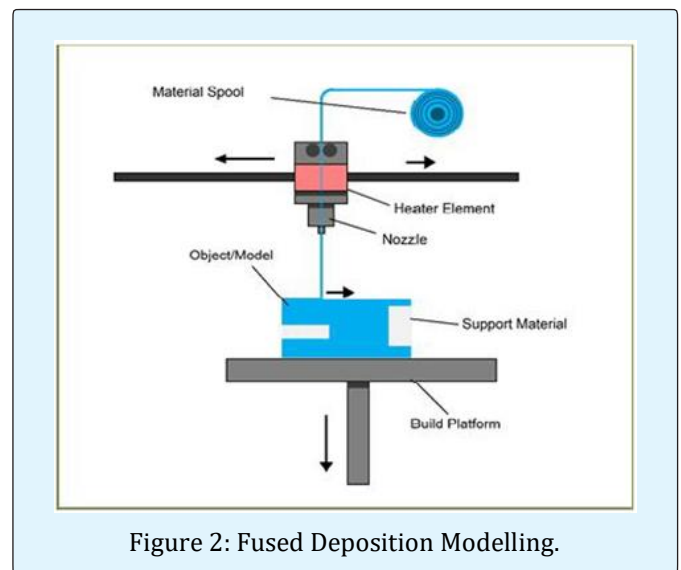 Material Spool
Heater Element
Nozzle
Object/Model
Support Material
Build Platform
Figure 2: Fused Deposition Modelling.